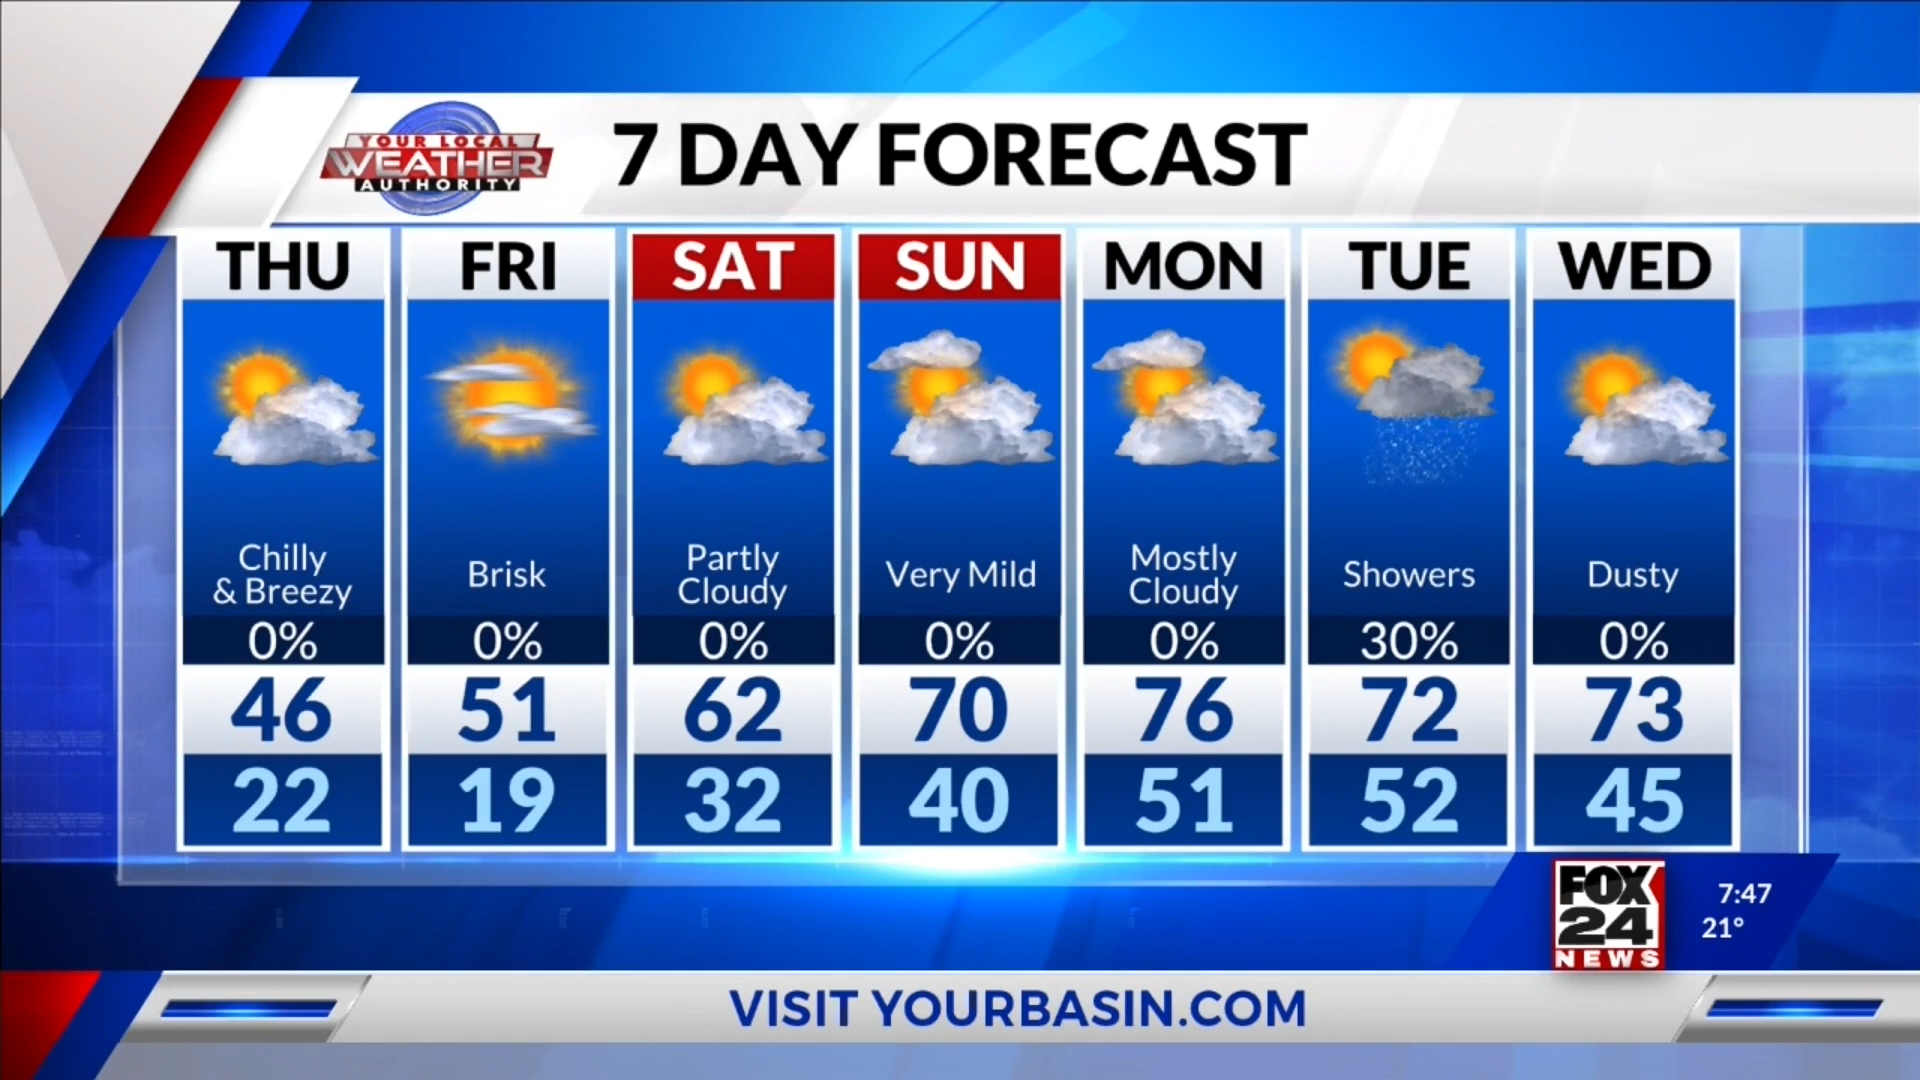 YOUR LOCAL
WEATHER
AUTHORITY
7 DAY FORECAST
THU FRI SAT SUN MON TUE WED
Chilly
& Breezy
Brisk
Partly
Cloudy
Very Mild
Mostly
Cloudy
Showers
Dusty
0% 0% 0% 0% 0% 30% 0%
46 51 62 70 76 72 73
22 19 32 40 51 52 45
FOX
24
NEWS
7:47
21°
VISIT YOURBASIN.COM